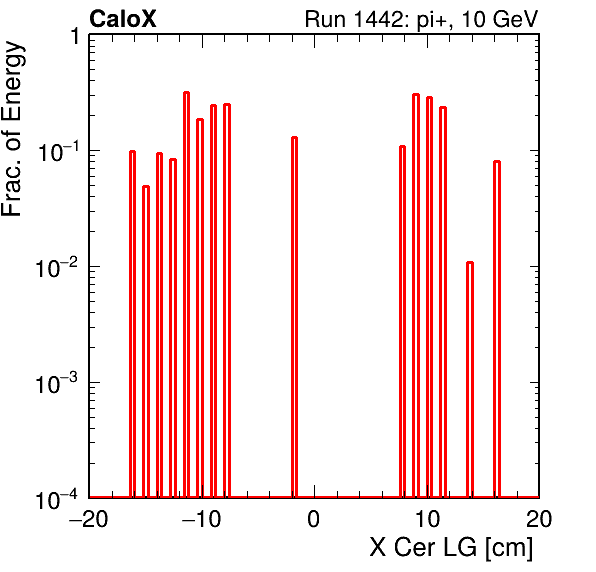 CaloX Run 1442: pi+, 10 GeV
Frac. of Energy
1
10⁻¹
10⁻²
10⁻³
10⁻⁴
−20 −10 0 10 20
X Cer LG [cm]